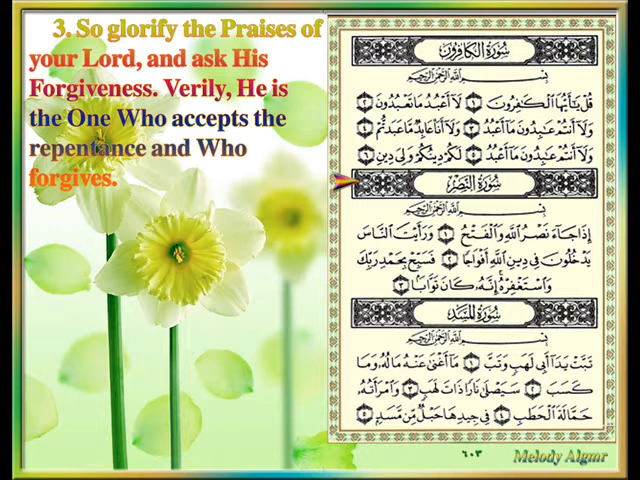 3. So glorify the Praises of
your Lord, and ask His
Forgiveness. Verily, He is
the One Who accepts the
repentance and Who
forgives.
سُورَةُ الكَافِرُونَ
بِسْمِ اللَّهِ الرَّحْمَٰنِ الرَّحِيمِ
قُلْ يَٰٓأَيُّهَا ٱلْكَٰفِرُونَ ١ لَآ أَعْبُدُ مَا تَعْبُدُونَ ٢
وَلَآ أَنتُمْ عَٰبِدُونَ مَآ أَعْبُدُ ٣ وَلَآ أَنَا۠ عَابِدٌ مَّا عَبَدتُّمْ ٤
وَلَآ أَنتُمْ عَٰبِدُونَ مَآ أَعْبُدُ ٥ لَكُمْ دِينُكُمْ وَلِىَ دِينِ ٦
سُورَةُ النَّصْرِ
بِسْمِ اللَّهِ الرَّحْمَٰنِ الرَّحِيمِ
إِذَا جَآءَ نَصْرُ ٱللَّهِ وَٱلْفَتْحُ ١ وَرَأَيْتَ ٱلنَّاسَ
يَدْخُلُونَ فِى دِينِ ٱللَّهِ أَفْوَاجًا ٢ فَسَبِّحْ بِحَمْدِ رَبِّكَ
وَٱسْتَغْفِرْهُ إِنَّهُۥ كَانَ تَوَّابًۢا ٣
سُورَةُ المَسَدِ
بِسْمِ اللَّهِ الرَّحْمَٰنِ الرَّحِيمِ
تَبَّتْ يَدَآ أَبِى لَهَبٍ وَتَبَّ ١ مَآ أَغْنَىٰ عَنْهُ مَالُهُۥ وَمَا
كَسَبَ ٢ سَيَصْلَىٰ نَارًا ذَاتَ لَهَبٍ ٣ وَٱمْرَأَتُهُۥ
حَمَّالَةَ ٱلْحَطَبِ ٤ فِى جِيدِهَا حَبْلٌ مِّن مَّسَدٍۭ ٥
٦٠٣
Melody Algmr